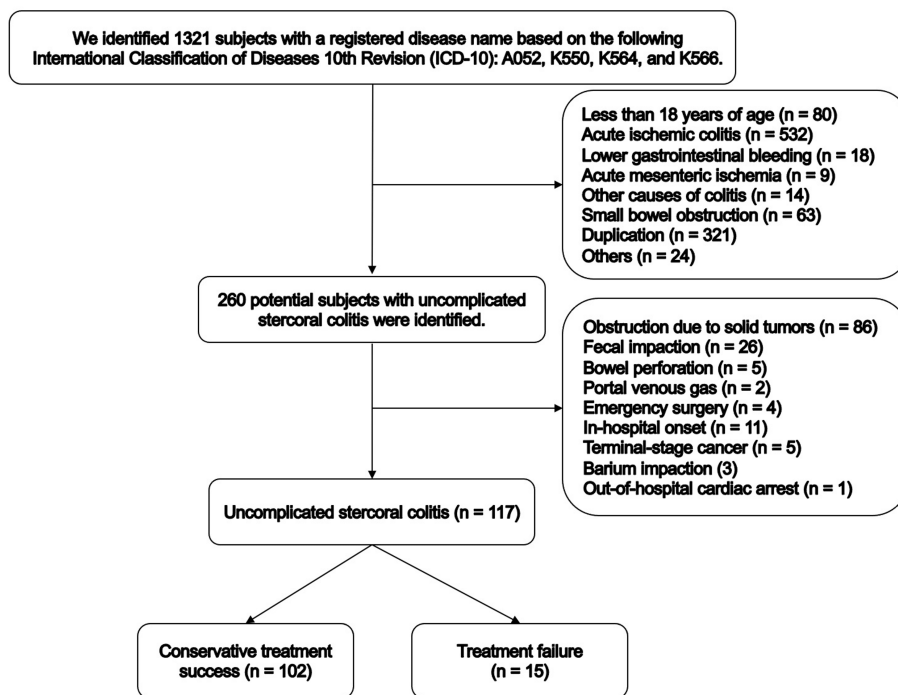 We identified 1321 subjects with a registered disease name based on the following
International Classification of Diseases 10th Revision (ICD-10): A052, K550, K564, and K566.
Less than 18 years of age (n = 80)
Acute ischemic colitis (n = 532)
Lower gastrointestinal bleeding (n = 18)
Acute mesenteric ischemia (n = 9)
Other causes of colitis (n = 14)
Small bowel obstruction (n = 63)
Duplication (n = 321)
Others (n = 24)
260 potential subjects with uncomplicated
stercoral colitis were identified.
Obstruction due to solid tumors (n = 86)
Fecal impaction (n = 26)
Bowel perforation (n = 5)
Portal venous gas (n = 2)
Emergency surgery (n = 4)
In-hospital onset (n = 11)
Terminal-stage cancer (n = 5)
Barium impaction (3)
Out-of-hospital cardiac arrest (n = 1)
Uncomplicated stercoral colitis (n = 117)
Conservative treatment
success (n = 102)
Treatment failure
(n = 15)